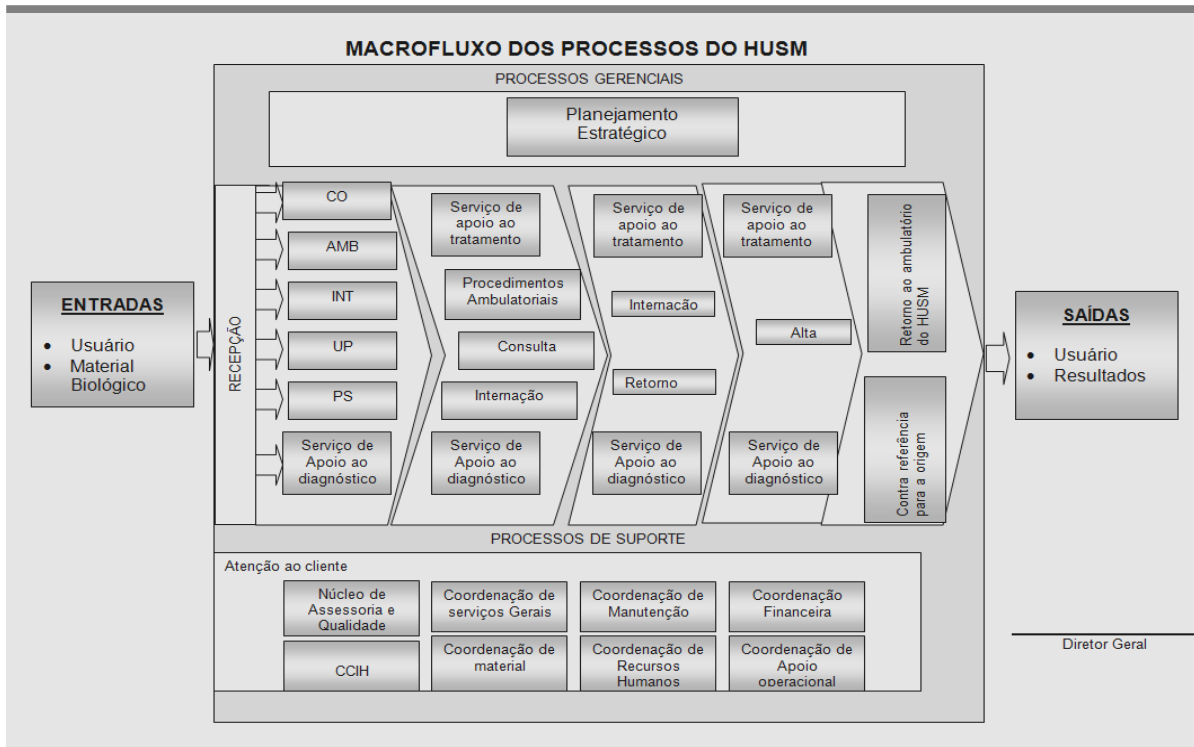 MACROFLUXO DOS PROCESSOS DO HUSM
PROCESSOS GERENCIAIS
Planejamento
Estratégico
ENTRADAS
• Usuário
• Material
Biológico
RECEPÇÃO
CO
AMB
INT
UP
PS
Serviço de
Apoio ao
diagnóstico
Serviço de
apoio ao
tratamento
Procedimentos
Ambulatoriais
Consulta
Internação
Serviço de
Apoio ao
diagnóstico
Serviço de
apoio ao
tratamento
Internação
Retorno
Serviço de
Apoio ao
diagnóstico
Serviço de
apoio ao
tratamento
Alta
Serviço de
Apoio ao
diagnóstico
Retorno ao ambulatório
do HUSM
Contra referência
para a origem
SAÍDAS
• Usuário
• Resultados
PROCESSOS DE SUPORTE
Atenção ao cliente
Núcleo de
Assessoria e
Qualidade
Coordenação de
serviços Gerais
Coordenação de
Manutenção
Coordenação
Financeira
CCIH
Coordenação de
material
Coordenação de
Recursos
Humanos
Coordenação de
Apoio
operacional
Diretor Geral